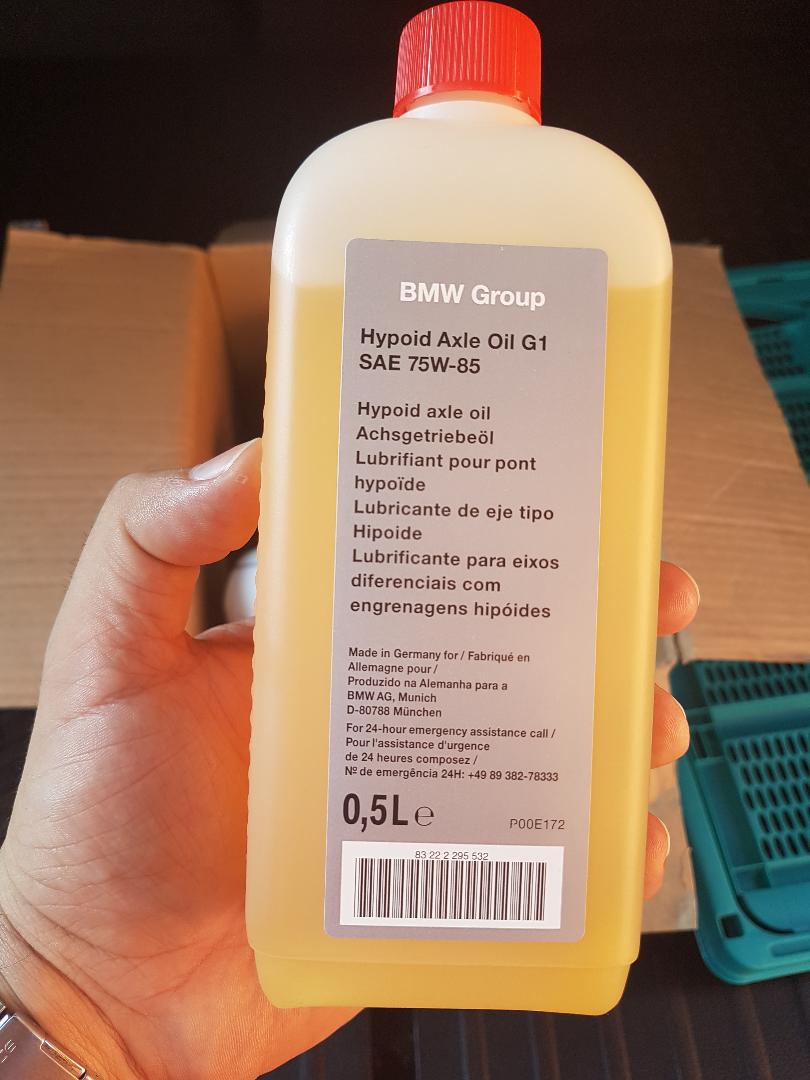 BMW Group
Hypoid Axle Oil G1
SAE 75W-85
Hypoid axle oil
Achsgetriebeöl
Lubrifiant pour pont
hypoïde
Lubricante de eje tipo
Hipoide
Lubrificante para eixos
diferenciais com
engrenagens hipóides
Made in Germany for / Fabriqué en
Allemagne pour /
Produzido na Alemanha para a
BMW AG, Munich
D-80788 München
For 24-hour emergency assistance call /
Pour l'assistance d'urgence
de 24 heures composez /
Nº de emergência 24H: +49 89 382-78333
0,5L ℮
P00E172
83 22 2 295 532